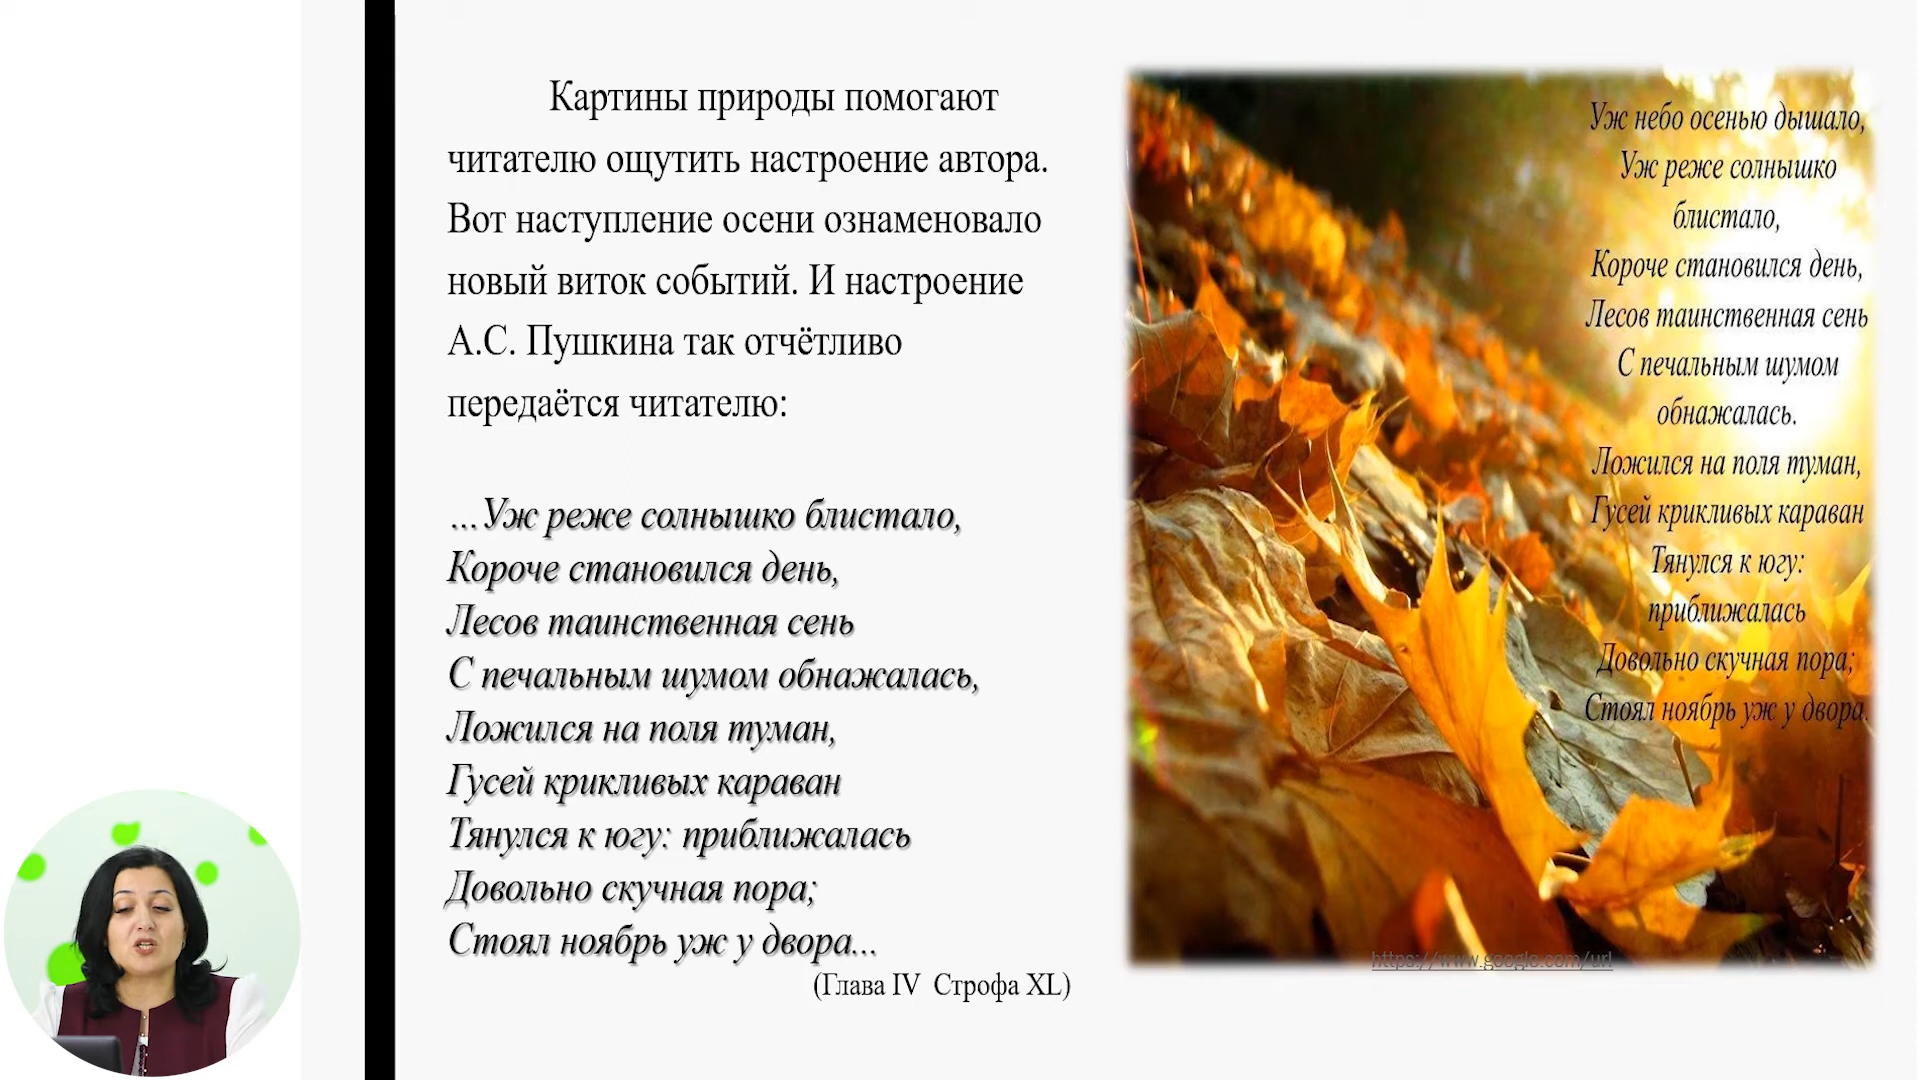 Картины природы помогают
читателю ощутить настроение автора.
Вот наступление осени ознаменовало
новый виток событий. И настроение
А.С. Пушкина так отчётливо
передаётся читателю:
…Уж реже солнышко блистало,
Короче становился день,
Лесов таинственная сень
С печальным шумом обнажалась,
Ложился на поля туман,
Гусей крикливых караван
Тянулся к югу: приближалась
Довольно скучная пора;
Стоял ноябрь уж у двора...
(Глава IV Строфа XL)
Уж небо осенью дышало,
Уж реже солнышко
блистало,
Короче становился день,
Лесов таинственная сень
С печальным шумом
обнажалась.
Ложился на поля туман,
Гусей крикливых караван
Тянулся к югу:
приближалась
Довольно скучная пора;
Стоял ноябрь уж у двора.
https://www.google.com/url